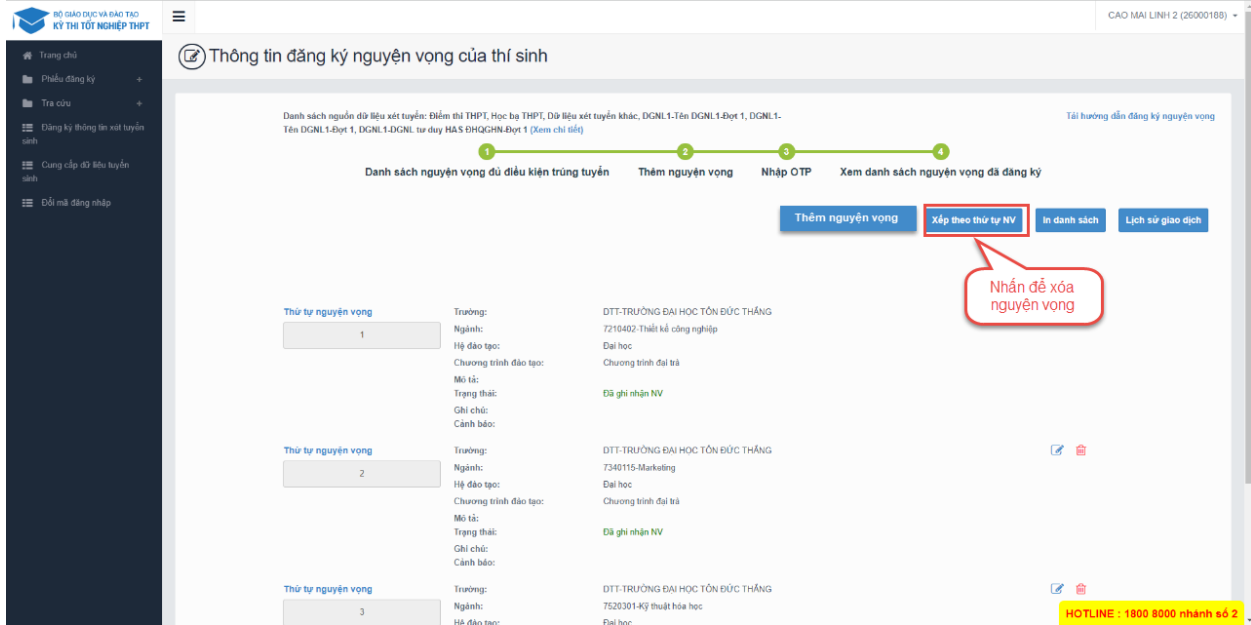 BỘ GIÁO DỤC VÀ ĐÀO TẠO
KỲ THI TỐT NGHIỆP THPT
CAO MAI LINH 2 (26000188)
Trang chủ
Phiếu đăng ký +
Tra cứu +
Đăng ký thông tin xét tuyển
sinh
Cung cấp dữ liệu tuyển
sinh
Đổi mã đăng nhập
Thông tin đăng ký nguyện vọng của thí sinh
Danh sách nguồn dữ liệu xét tuyển: Điểm thi THPT, Học bạ THPT, Dữ liệu xét tuyển khác, DGNL1-Tên DGNL1-Đợt 1, DGNL1-
Tên DGNL1-Đợt 1, DGNL1-DGNL tư duy HAS ĐHQGHN-Đợt 1 (Xem chi tiết)
Tải hướng dẫn đăng ký nguyện vọng
1 2 3 4
Danh sách nguyện vọng đủ điều kiện trúng tuyển Thêm nguyện vọng Nhập OTP Xem danh sách nguyện vọng đã đăng ký
Thêm nguyện vọng Xếp theo thứ tự NV In danh sách Lịch sử giao dịch
Nhấn để xóa
nguyện vọng
Thứ tự nguyện vọng
1
Trường: DTT-TRƯỜNG ĐẠI HỌC TÔN ĐỨC THẮNG
Ngành: 7210402-Thiết kế công nghiệp
Hệ đào tạo: Đại học
Chương trình đào tạo: Chương trình đại trà
Mô tả:
Trạng thái: Đã ghi nhận NV
Ghi chú:
Cảnh báo:
Thứ tự nguyện vọng
2
Trường: DTT-TRƯỜNG ĐẠI HỌC TÔN ĐỨC THẮNG
Ngành: 7340115-Marketing
Hệ đào tạo: Đại học
Chương trình đào tạo: Chương trình đại trà
Mô tả:
Trạng thái: Đã ghi nhận NV
Ghi chú:
Cảnh báo:
Thứ tự nguyện vọng
3
Trường: DTT-TRƯỜNG ĐẠI HỌC TÔN ĐỨC THẮNG
Ngành: 7520301-Kỹ thuật hóa học
Hệ đào tạo: Đại học
HOTLINE : 1800 8000 nhánh số 2